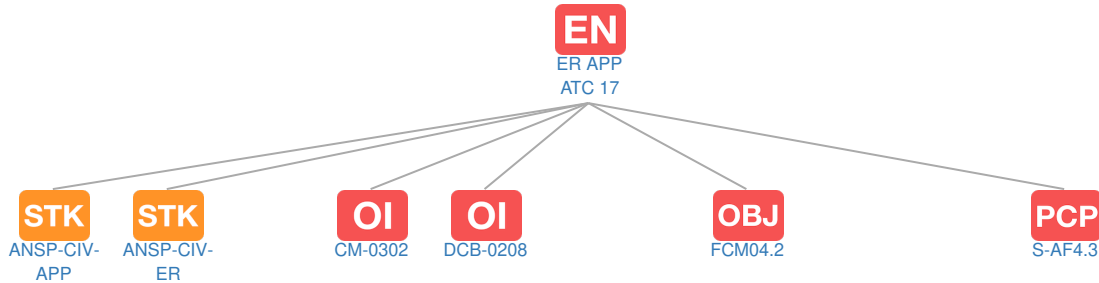 EN
ER APP
ATC 17
STK
STK
OI
OI
OBJ
PCP
ANSP-CIV-
APP
ANSP-CIV-
ER
CM-0302
DCB-0208
FCM04.2
S-AF4.3